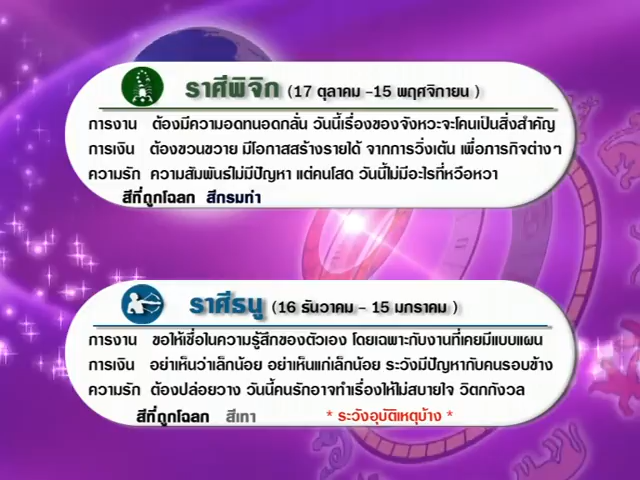 ราศีพิจิก (17 ตุลาคม -15 พฤศจิกายน )
การงาน ต้องมีความอดทนอดกลั้น วันนี้เรื่องของจังหวะจะโคนเป็นสิ่งสำคัญ
การเงิน ต้องขวนขวาย มีโอกาสสร้างรายได้ จากการวิ่งเต้น เพื่อภารกิจต่างๆ
ความรัก ความสัมพันธ์ไม่มีปัญหา แต่คนโสด วันนี้ไม่มีอะไรที่หวือหวา
สีที่ถูกโฉลก สีกรมท่า
ราศีธนู (16 ธันวาคม - 15 มกราคม )
การงาน ขอให้เชื่อในความรู้สึกของตัวเอง โดยเฉพาะกับงานที่เคยมีแบบแผน
การเงิน อย่าเห็นว่าเล็กน้อย อย่าเห็นแก่เล็กน้อย ระวังมีปัญหากับคนรอบข้าง
ความรัก ต้องปล่อยวาง วันนี้คนรักอาจทำเรื่องให้ไม่สบายใจ วิตกกังวล
สีที่ถูกโฉลก สีเทา * ระวังอุบัติเหตุบ้าง *